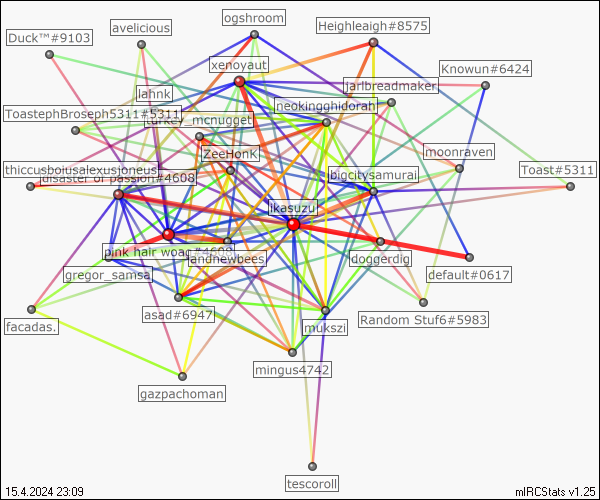 ogshroom
Heighleaigh#8575
avelicious
Duck™#9103
xenoyaut
Knowun#6424
jarlbreadmaker
lahnk
neokingghidorah
ToastephBroseph5311#5311
turkey_mcnugget
ZeeHonK
moonraven
thiccusboiusalexusjoneus
Toast#5311
disaster of passion#4608
bigcitysamurai
ikasuzu
pink hair woag#4608
andnewbees
doggerdig
gregor_samsa
default#0617
asad#6947
Random Stuf6#5983
facadas.
mukszi
mingus4742
gazpachoman
tescoroll
15.4.2024 23:09
mIRCStats v1.25